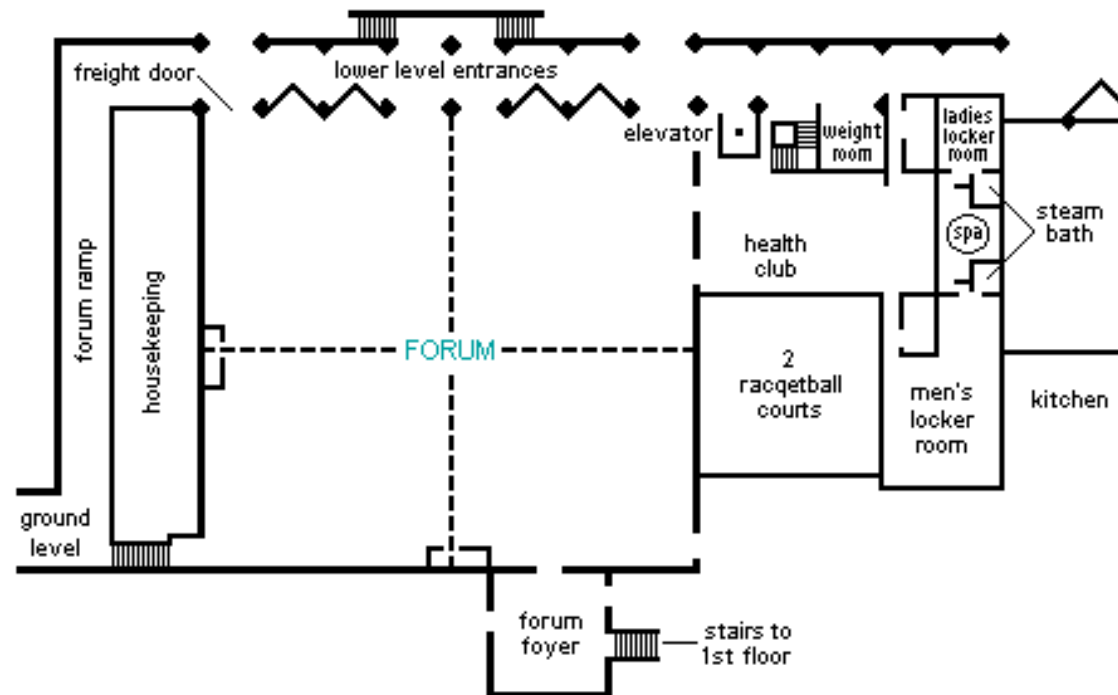 lower level entrances
freight door
elevator
weight
room
ladies
locker
room
steam
bath
spa
health
club
forum ramp
housekeeping
FORUM
2
racqetball
courts
men's
locker
room
kitchen
ground
level
forum
foyer
stairs to
1st floor